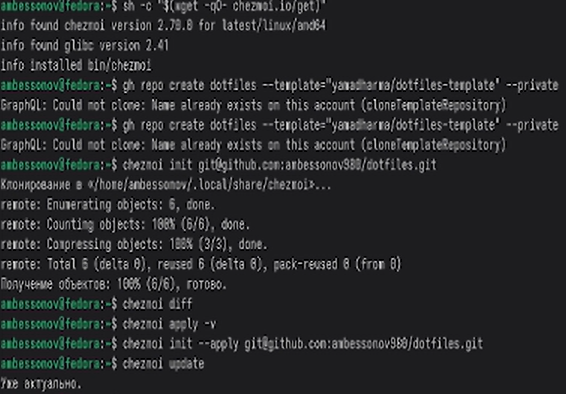 ambessonov@fedora:~$ sh -c "$(wget -qO- chezmoi.io/get)"
info found chezmoi version 2.70.0 for latest/linux/amd64
info found glibc version 2.41
info installed bin/chezmoi
ambessonov@fedora:~$ gh repo create dotfiles --template="yamadharma/dotfiles-template" --private
GraphQL: Could not clone: Name already exists on this account (cloneTemplateRepository)
ambessonov@fedora:~$ gh repo create dotfiles --template="yamadharma/dotfiles-template" --private
GraphQL: Could not clone: Name already exists on this account (cloneTemplateRepository)
ambessonov@fedora:~$ chezmoi init git@github.com:ambessonov980/dotfiles.git
Клонирование в «/home/ambessonov/.local/share/chezmoi»...
remote: Enumerating objects: 6, done.
remote: Counting objects: 100% (6/6), done.
remote: Compressing objects: 100% (3/3), done.
remote: Total 6 (delta 0), reused 6 (delta 0), pack-reused 0 (from 0)
Получение объектов: 100% (6/6), готово.
ambessonov@fedora:~$ chezmoi diff
ambessonov@fedora:~$ chezmoi apply -v
ambessonov@fedora:~$ chezmoi init --apply git@github.com:ambessonov980/dotfiles.git
ambessonov@fedora:~$ chezmoi update
Уже актуально.